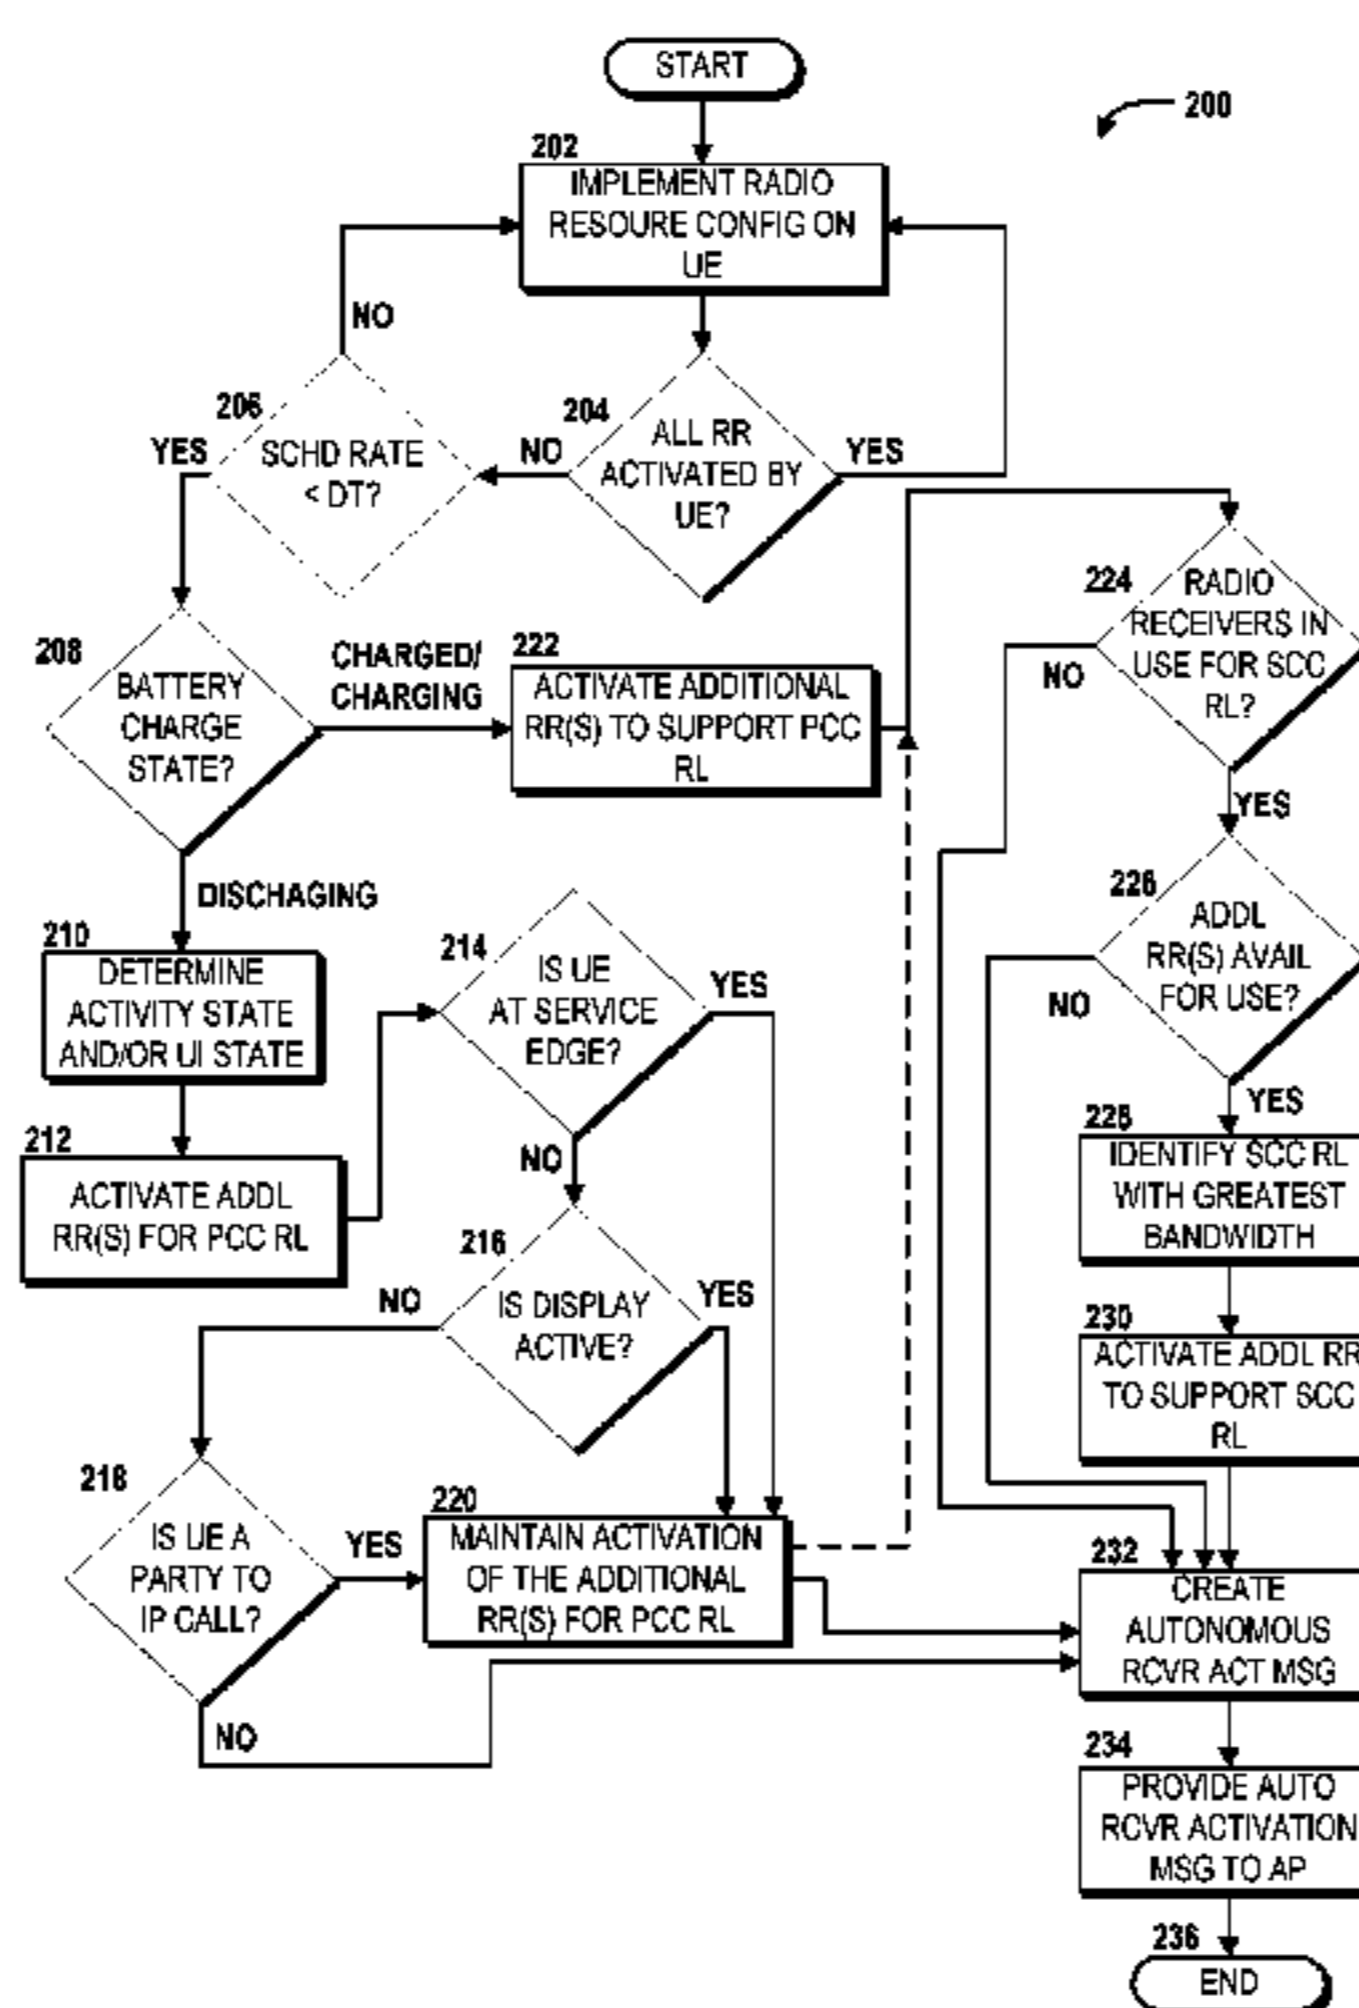 START
200
202
IMPLEMENT RADIO
RESOURE CONFIG ON
UE
NO
206
SCHD RATE
< DT?
YES
204
ALL RR
ACTIVATED BY
UE?
NO
YES
208
BATTERY
CHARGE
STATE?
CHARGED/
CHARGING
222
ACTIVATE ADDITIONAL
RR(S) TO SUPPORT PCC
RL
224
RADIO
RECEIVERS IN
USE FOR SCC
RL?
NO
YES
DISCHAGING
210
DETERMINE
ACTIVITY STATE
AND/OR UI STATE
212
ACTIVATE ADDL
RR(S) FOR PCC RL
214
IS UE
AT SERVICE
EDGE?
YES
NO
216
IS DISPLAY
ACTIVE?
NO
YES
218
IS UE A
PARTY TO
IP CALL?
YES
NO
220
MAINTAIN ACTIVATION
OF THE ADDITIONAL
RR(S) FOR PCC RL
226
ADDL
RR(S) AVAIL
FOR USE?
NO
YES
228
IDENTIFY SCC RL
WITH GREATEST
BANDWIDTH
230
ACTIVATE ADDL RR
TO SUPPORT SCC
RL
232
CREATE
AUTONOMOUS
RCVR ACT MSG
234
PROVIDE AUTO
RCVR ACTIVATION
MSG TO AP
236
END